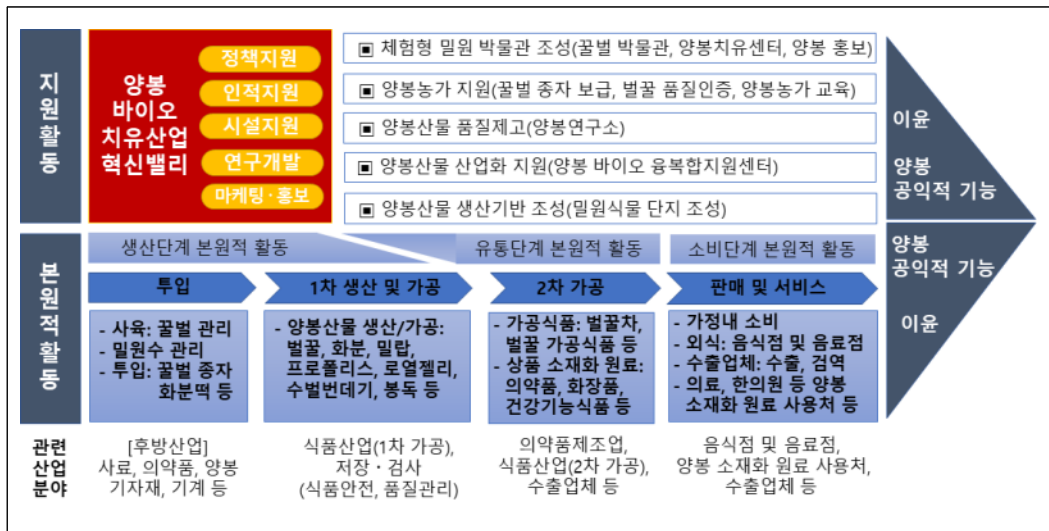 지원활동
양봉
바이오
치유산업
혁신밸리
정책지원
인적지원
시설지원
연구개발
마케팅·홍보
▣ 체험형 밀원 박물관 조성(꿀벌 박물관, 양봉치유센터, 양봉 홍보)
▣ 양봉농가 지원(꿀벌 종자 보급, 벌꿀 품질인증, 양봉농가 교육)
▣ 양봉산물 품질제고(양봉연구소)
▣ 양봉산물 산업화 지원(양봉 바이오 융복합지원센터)
▣ 양봉산물 생산기반 조성(밀원식물 단지 조성)
이윤
양봉
공익적 기능
본원적활동
생산단계 본원적 활동
유통단계 본원적 활동
소비단계 본원적 활동
투입
1차 생산 및 가공
2차 가공
판매 및 서비스
- 사육: 꿀벌 관리
- 밀원수 관리
- 투입: 꿀벌 종자
화분떡 등
- 양봉산물 생산/가공:
벌꿀, 화분, 밀랍,
프로폴리스, 로열젤리,
수벌번데기, 봉독 등
- 가공식품: 벌꿀차,
벌꿀 가공식품 등
- 상품 소재화 원료:
의약품, 화장품,
건강기능식품 등
- 가정내 소비
- 외식: 음식점 및 음료점
- 수출업체: 수출, 검역
- 의료, 한의원 등 양봉
소재화 원료 사용처 등
양봉
공익적 기능
이윤
관련
산업
분야
[후방산업]
사료, 의약품, 양봉
기자재, 기계 등
식품산업(1차 가공),
저장·검사
(식품안전, 품질관리)
의약품제조업,
식품산업(2차 가공),
수출업체 등
음식점 및 음료점,
양봉 소재화 원료 사용처,
수출업체 등